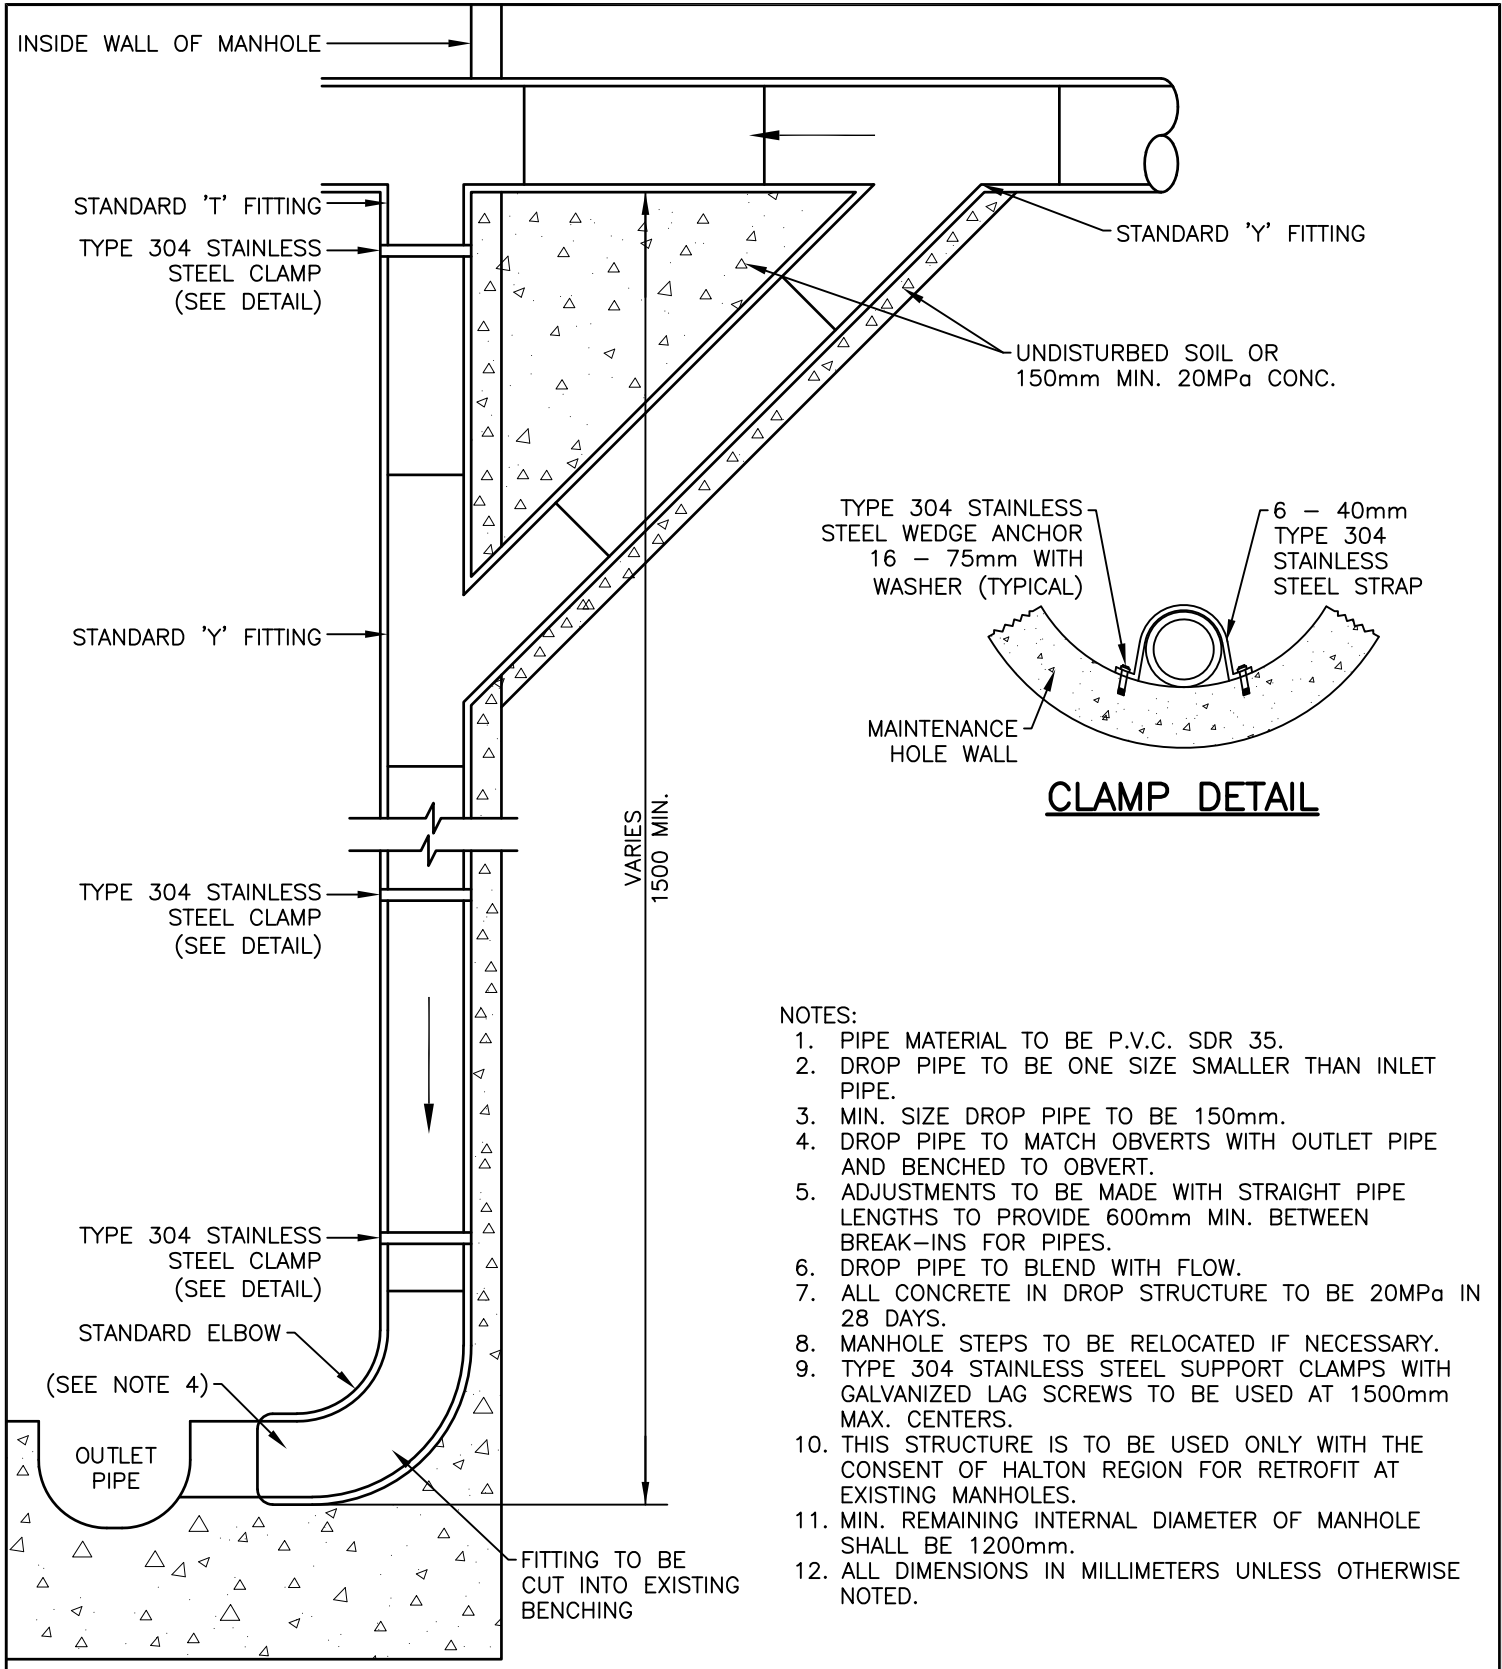 INSIDE WALL OF MANHOLE
STANDARD 'T' FITTING
TYPE 304 STAINLESS
STEEL CLAMP
(SEE DETAIL)
STANDARD 'Y' FITTING
UNDISTURBED SOIL OR
150mm MIN. 20MPa CONC.
TYPE 304 STAINLESS
STEEL WEDGE ANCHOR
16 – 75mm WITH
WASHER (TYPICAL)
6 – 40mm
TYPE 304
STAINLESS
STEEL STRAP
STANDARD 'Y' FITTING
MAINTENANCE
HOLE WALL
CLAMP DETAIL
VARIES
1500 MIN.
TYPE 304 STAINLESS
STEEL CLAMP
(SEE DETAIL)
TYPE 304 STAINLESS
STEEL CLAMP
(SEE DETAIL)
STANDARD ELBOW
(SEE NOTE 4)
OUTLET
PIPE
FITTING TO BE
CUT INTO EXISTING
BENCHING
NOTES:
1. PIPE MATERIAL TO BE P.V.C. SDR 35.
2. DROP PIPE TO BE ONE SIZE SMALLER THAN INLET
PIPE.
3. MIN. SIZE DROP PIPE TO BE 150mm.
4. DROP PIPE TO MATCH OBVERTS WITH OUTLET PIPE
AND BENCHED TO OBVERT.
5. ADJUSTMENTS TO BE MADE WITH STRAIGHT PIPE
LENGTHS TO PROVIDE 600mm MIN. BETWEEN
BREAK–INS FOR PIPES.
6. DROP PIPE TO BLEND WITH FLOW.
7. ALL CONCRETE IN DROP STRUCTURE TO BE 20MPa IN
28 DAYS.
8. MANHOLE STEPS TO BE RELOCATED IF NECESSARY.
9. TYPE 304 STAINLESS STEEL SUPPORT CLAMPS WITH
GALVANIZED LAG SCREWS TO BE USED AT 1500mm
MAX. CENTERS.
10. THIS STRUCTURE IS TO BE USED ONLY WITH THE
CONSENT OF HALTON REGION FOR RETROFIT AT
EXISTING MANHOLES.
11. MIN. REMAINING INTERNAL DIAMETER OF MANHOLE
SHALL BE 1200mm.
12. ALL DIMENSIONS IN MILLIMETERS UNLESS OTHERWISE
NOTED.